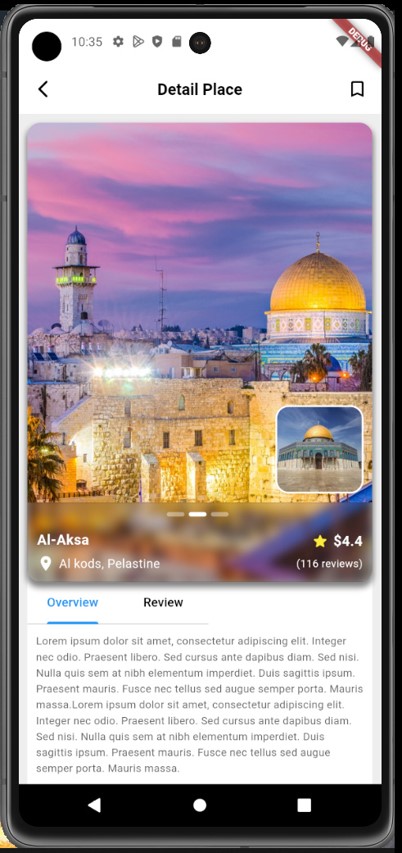 10:35
DEBUG
Detail Place
Al-Aksa
$4.4
Al kods, Pelastine
(116 reviews)
Overview
Review
Lorem ipsum dolor sit amet, consectetur adipiscing elit. Integer
nec odio. Praesent libero. Sed cursus ante dapibus diam. Sed nisi.
Nulla quis sem at nibh elementum imperdiet. Duis sagittis ipsum.
Praesent mauris. Fusce nec tellus sed augue semper porta. Mauris
massa.Lorem ipsum dolor sit amet, consectetur adipiscing elit.
Integer nec odio. Praesent libero. Sed cursus ante dapibus diam.
Sed nisi. Nulla quis sem at nibh elementum imperdiet. Duis
sagittis ipsum. Praesent mauris. Fusce nec tellus sed augue
semper porta. Mauris massa.